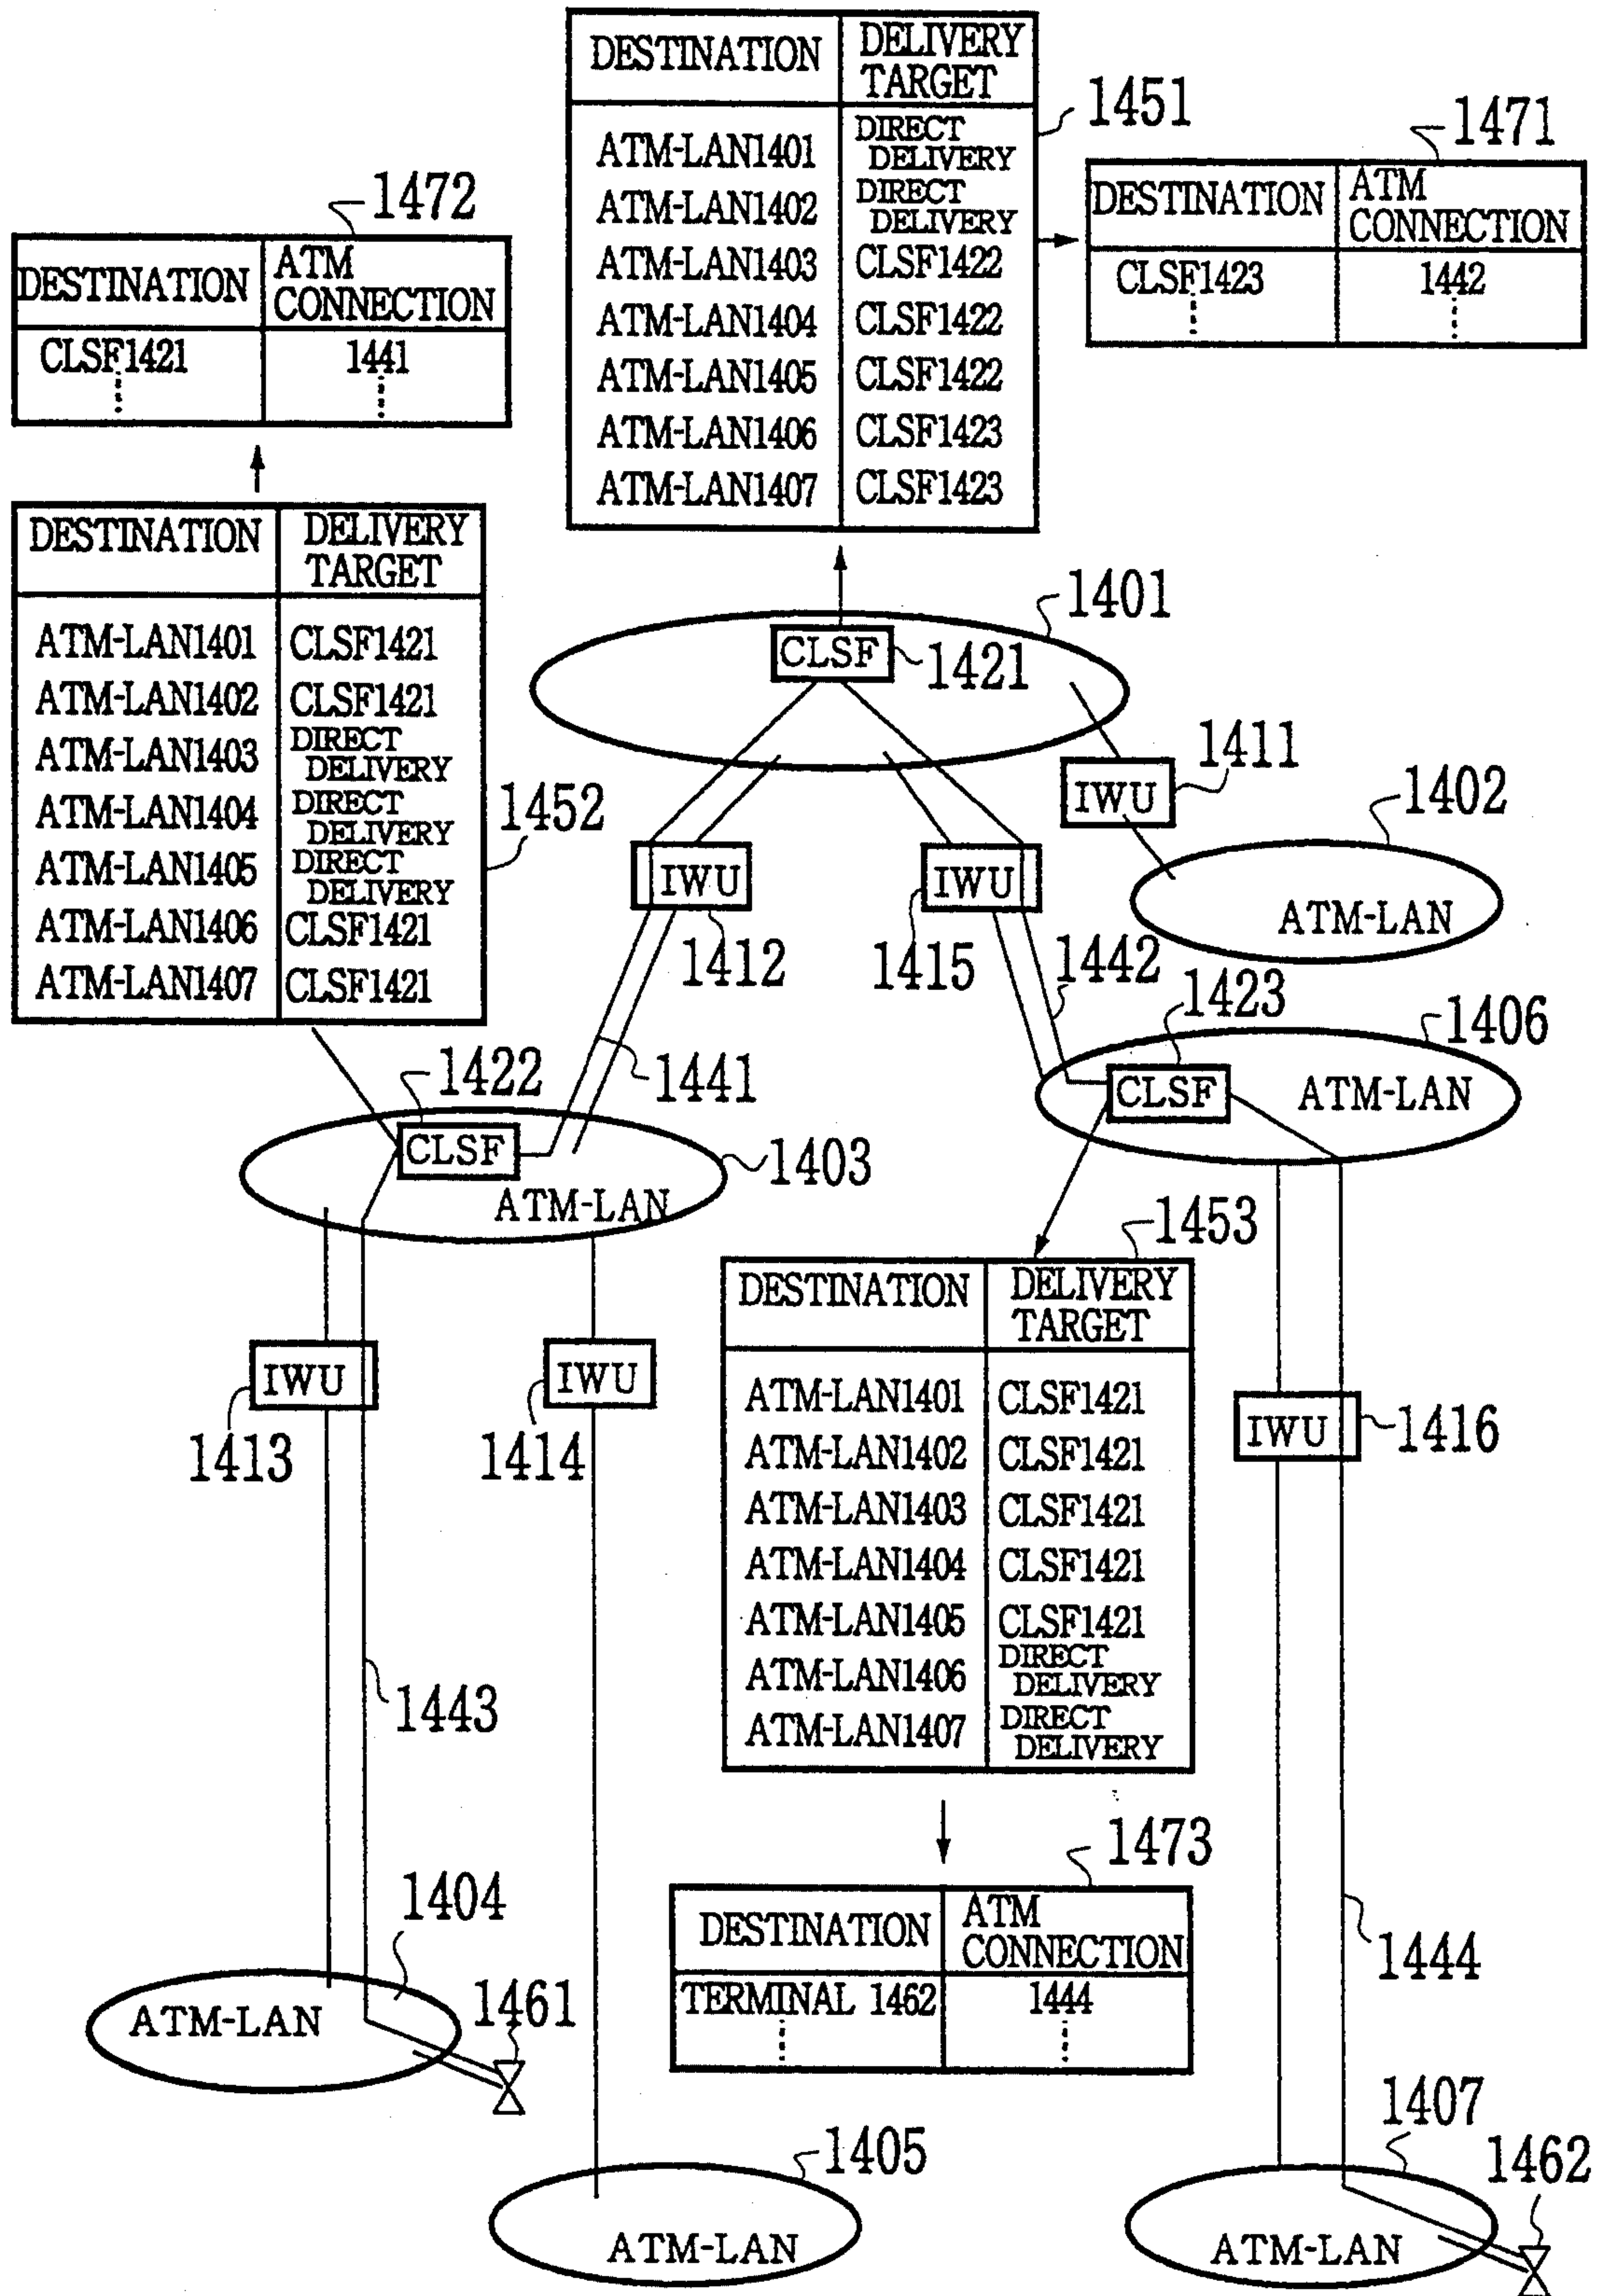 DESTINATION DELIVERY TARGET
ATM-LAN1401 DIRECT DELIVERY
ATM-LAN1402 DIRECT DELIVERY
ATM-LAN1403 CLSF1422
ATM-LAN1404 CLSF1422
ATM-LAN1405 CLSF1422
ATM-LAN1406 CLSF1423
ATM-LAN1407 CLSF1423
1451
1471
DESTINATION ATM CONNECTION
CLSF1423 1442
1472
DESTINATION ATM CONNECTION
CLSF1421 1441
DESTINATION DELIVERY TARGET
ATM-LAN1401 CLSF1421
ATM-LAN1402 CLSF1421
ATM-LAN1403 DIRECT DELIVERY
ATM-LAN1404 DIRECT DELIVERY
ATM-LAN1405 DIRECT DELIVERY
ATM-LAN1406 CLSF1421
ATM-LAN1407 CLSF1421
1452
1401
CLSF
1421
1411
IWU
1402
ATM-LAN
IWU
1412
IWU
1415
1442
1423
1406
CLSF
ATM-LAN
1441
1422
CLSF
1403
ATM-LAN
1453
DESTINATION DELIVERY TARGET
ATM-LAN1401 CLSF1421
ATM-LAN1402 CLSF1421
ATM-LAN1403 CLSF1421
ATM-LAN1404 CLSF1421
ATM-LAN1405 CLSF1421
ATM-LAN1406 DIRECT DELIVERY
ATM-LAN1407 DIRECT DELIVERY
IWU
1413
IWU
1414
IWU
1416
1443
1473
DESTINATION ATM CONNECTION
TERMINAL 1462 1444
1444
1404
ATM-LAN
1461
1405
ATM-LAN
1407
1462
ATM-LAN